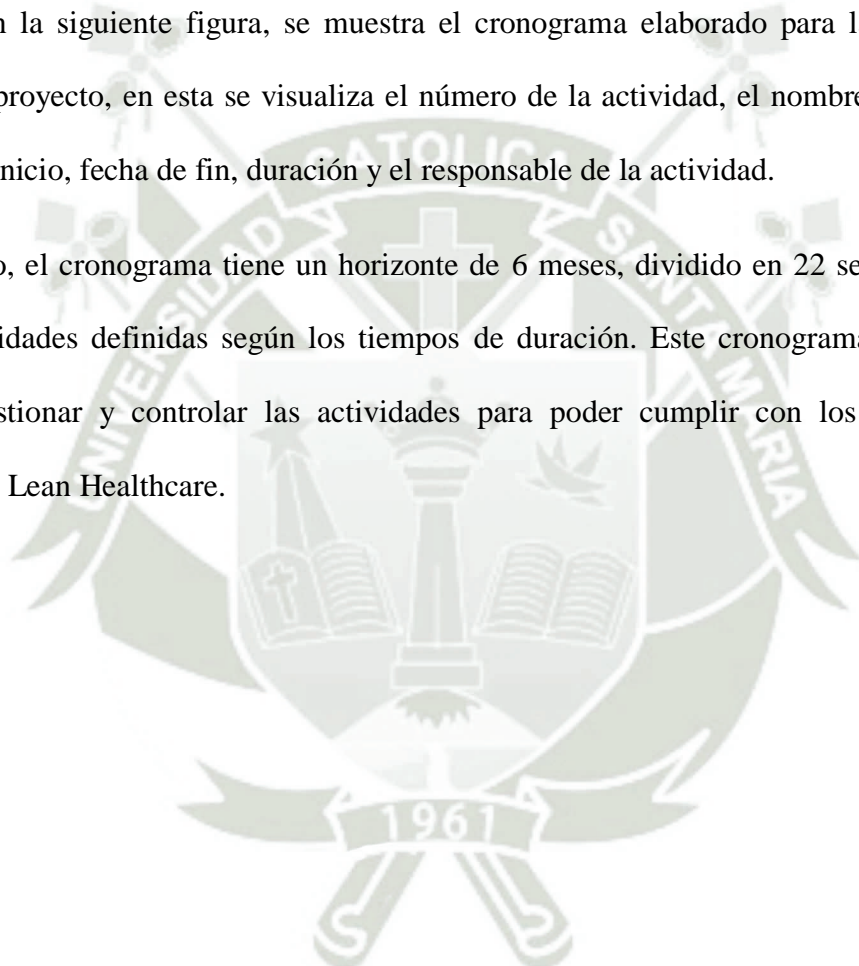 n la siguiente figura, se muestra el cronograma elaborado para l
proyecto, en esta se visualiza el número de la actividad, el nombre
inicio, fecha de fin, duración y el responsable de la actividad.
o, el cronograma tiene un horizonte de 6 meses, dividido en 22 se
idades definidas según los tiempos de duración. Este cronograma
stionar y controlar las actividades para poder cumplir con los
Lean Healthcare.
UNIVERSIDAD CATOLICA SANTA MARIA
1961